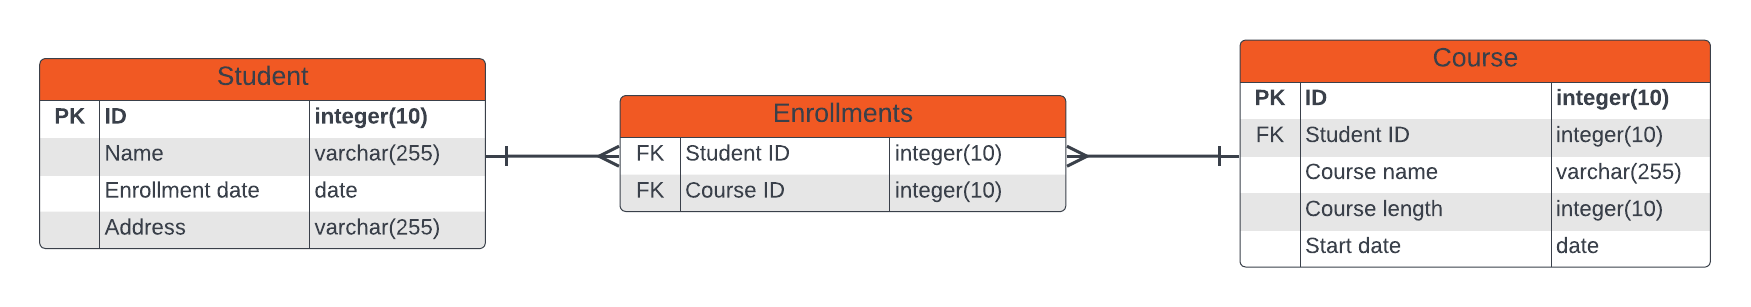 Student
PK ID integer(10)
Name varchar(255)
Enrollment date date
Address varchar(255)
Enrollments
FK Student ID integer(10)
FK Course ID integer(10)
Course
PK ID integer(10)
FK Student ID integer(10)
Course name varchar(255)
Course length integer(10)
Start date date